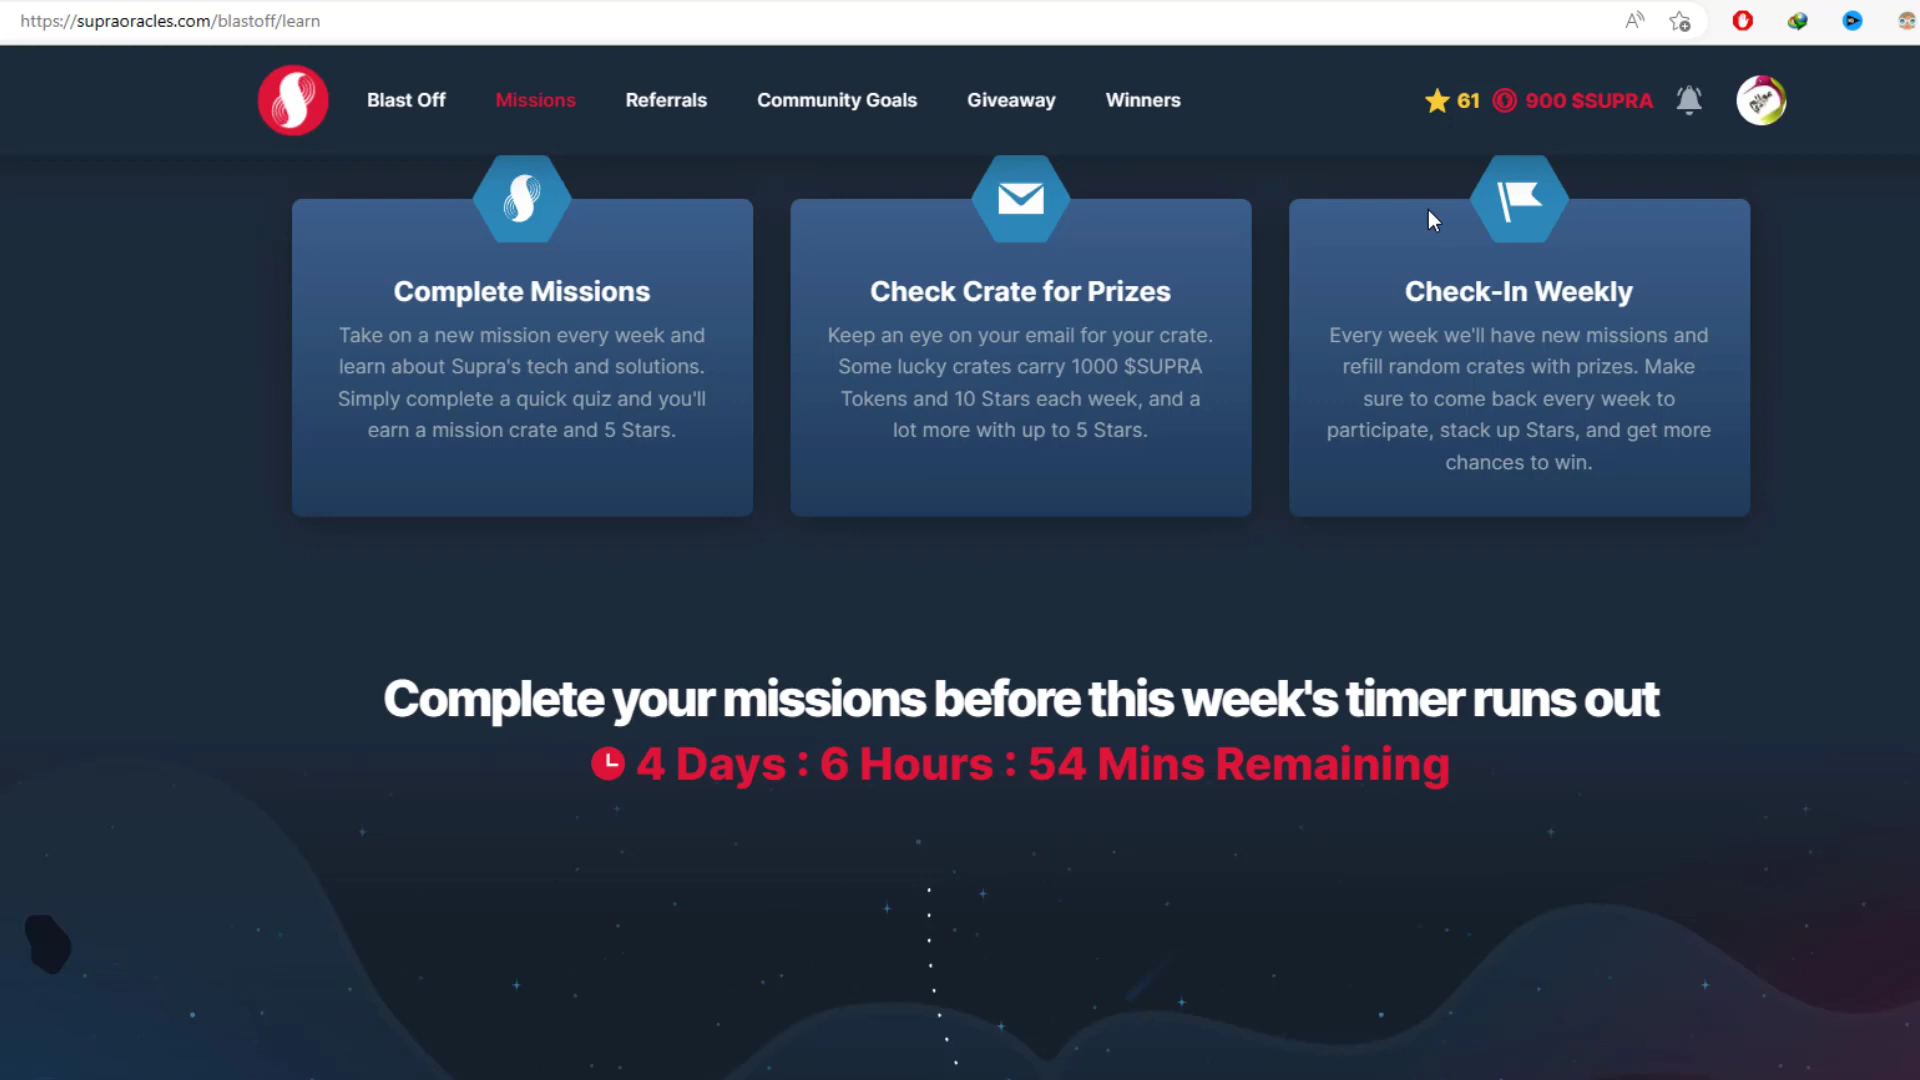 https://supraoracles.com/blastoff/learn
Blast Off Missions Referrals Community Goals Giveaway Winners 61 900 $SUPRA
Complete Missions
Take on a new mission every week and
learn about Supra's tech and solutions.
Simply complete a quick quiz and you'll
earn a mission crate and 5 Stars.
Check Crate for Prizes
Keep an eye on your email for your crate.
Some lucky crates carry 1000 $SUPRA
Tokens and 10 Stars each week, and a
lot more with up to 5 Stars.
Check-In Weekly
Every week we'll have new missions and
refill random crates with prizes. Make
sure to come back every week to
participate, stack up Stars, and get more
chances to win.
Complete your missions before this week's timer runs out
4 Days : 6 Hours : 54 Mins Remaining